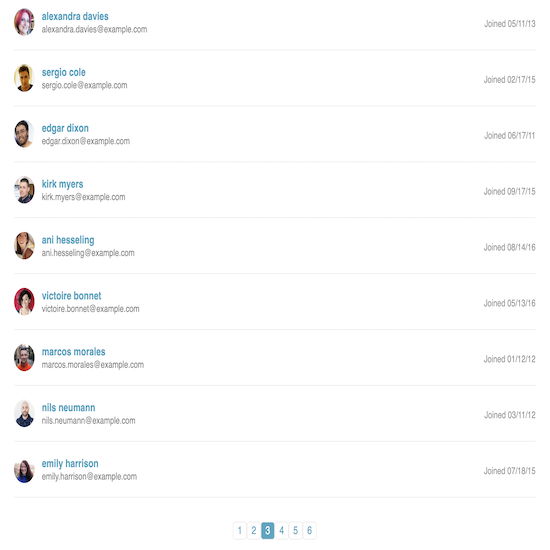 alexandra davies
alexandra.davies@example.com
Joined 05/11/13
sergio cole
sergio.cole@example.com
Joined 02/17/15
edgar dixon
edgar.dixon@example.com
Joined 06/17/11
kirk myers
kirk.myers@example.com
Joined 09/17/15
ani hesseling
ani.hesseling@example.com
Joined 08/14/16
victoire bonnet
victoire.bonnet@example.com
Joined 05/13/16
marcos morales
marcos.morales@example.com
Joined 01/12/12
nils neumann
nils.neumann@example.com
Joined 03/11/12
emily harrison
emily.harrison@example.com
Joined 07/18/15
1 2 3 4 5 6